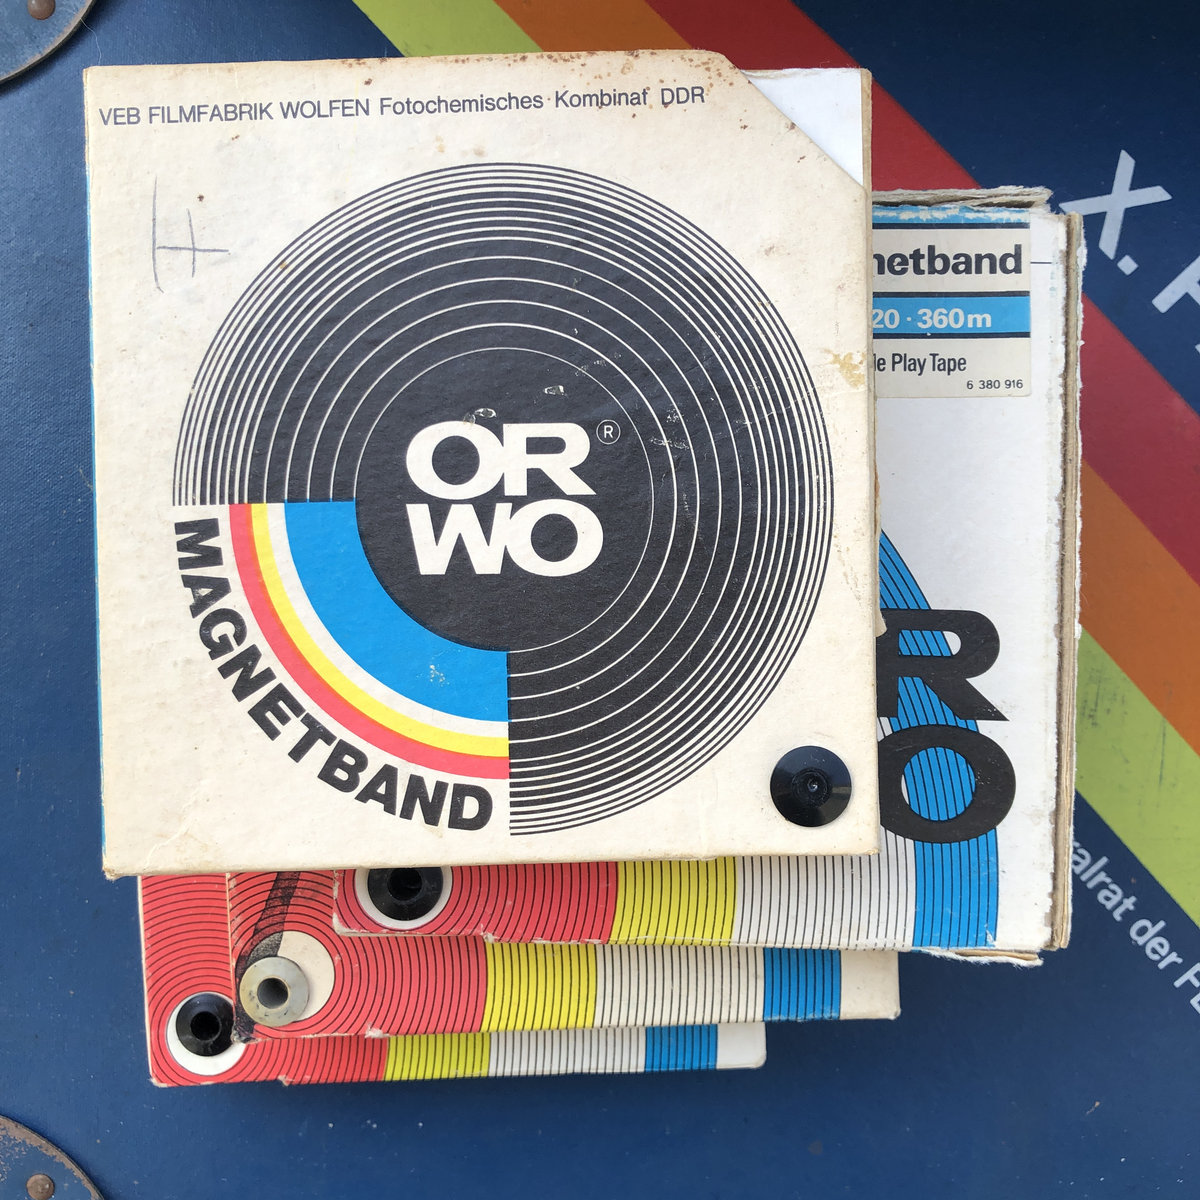 VEB FILMFABRIK WOLFEN Fotochemisches Kombinat DDR
H
OR®
WO
MAGNETBAND
netband
20 · 360m
le Play Tape
6 380 916
R
O
X. P
alrat der F